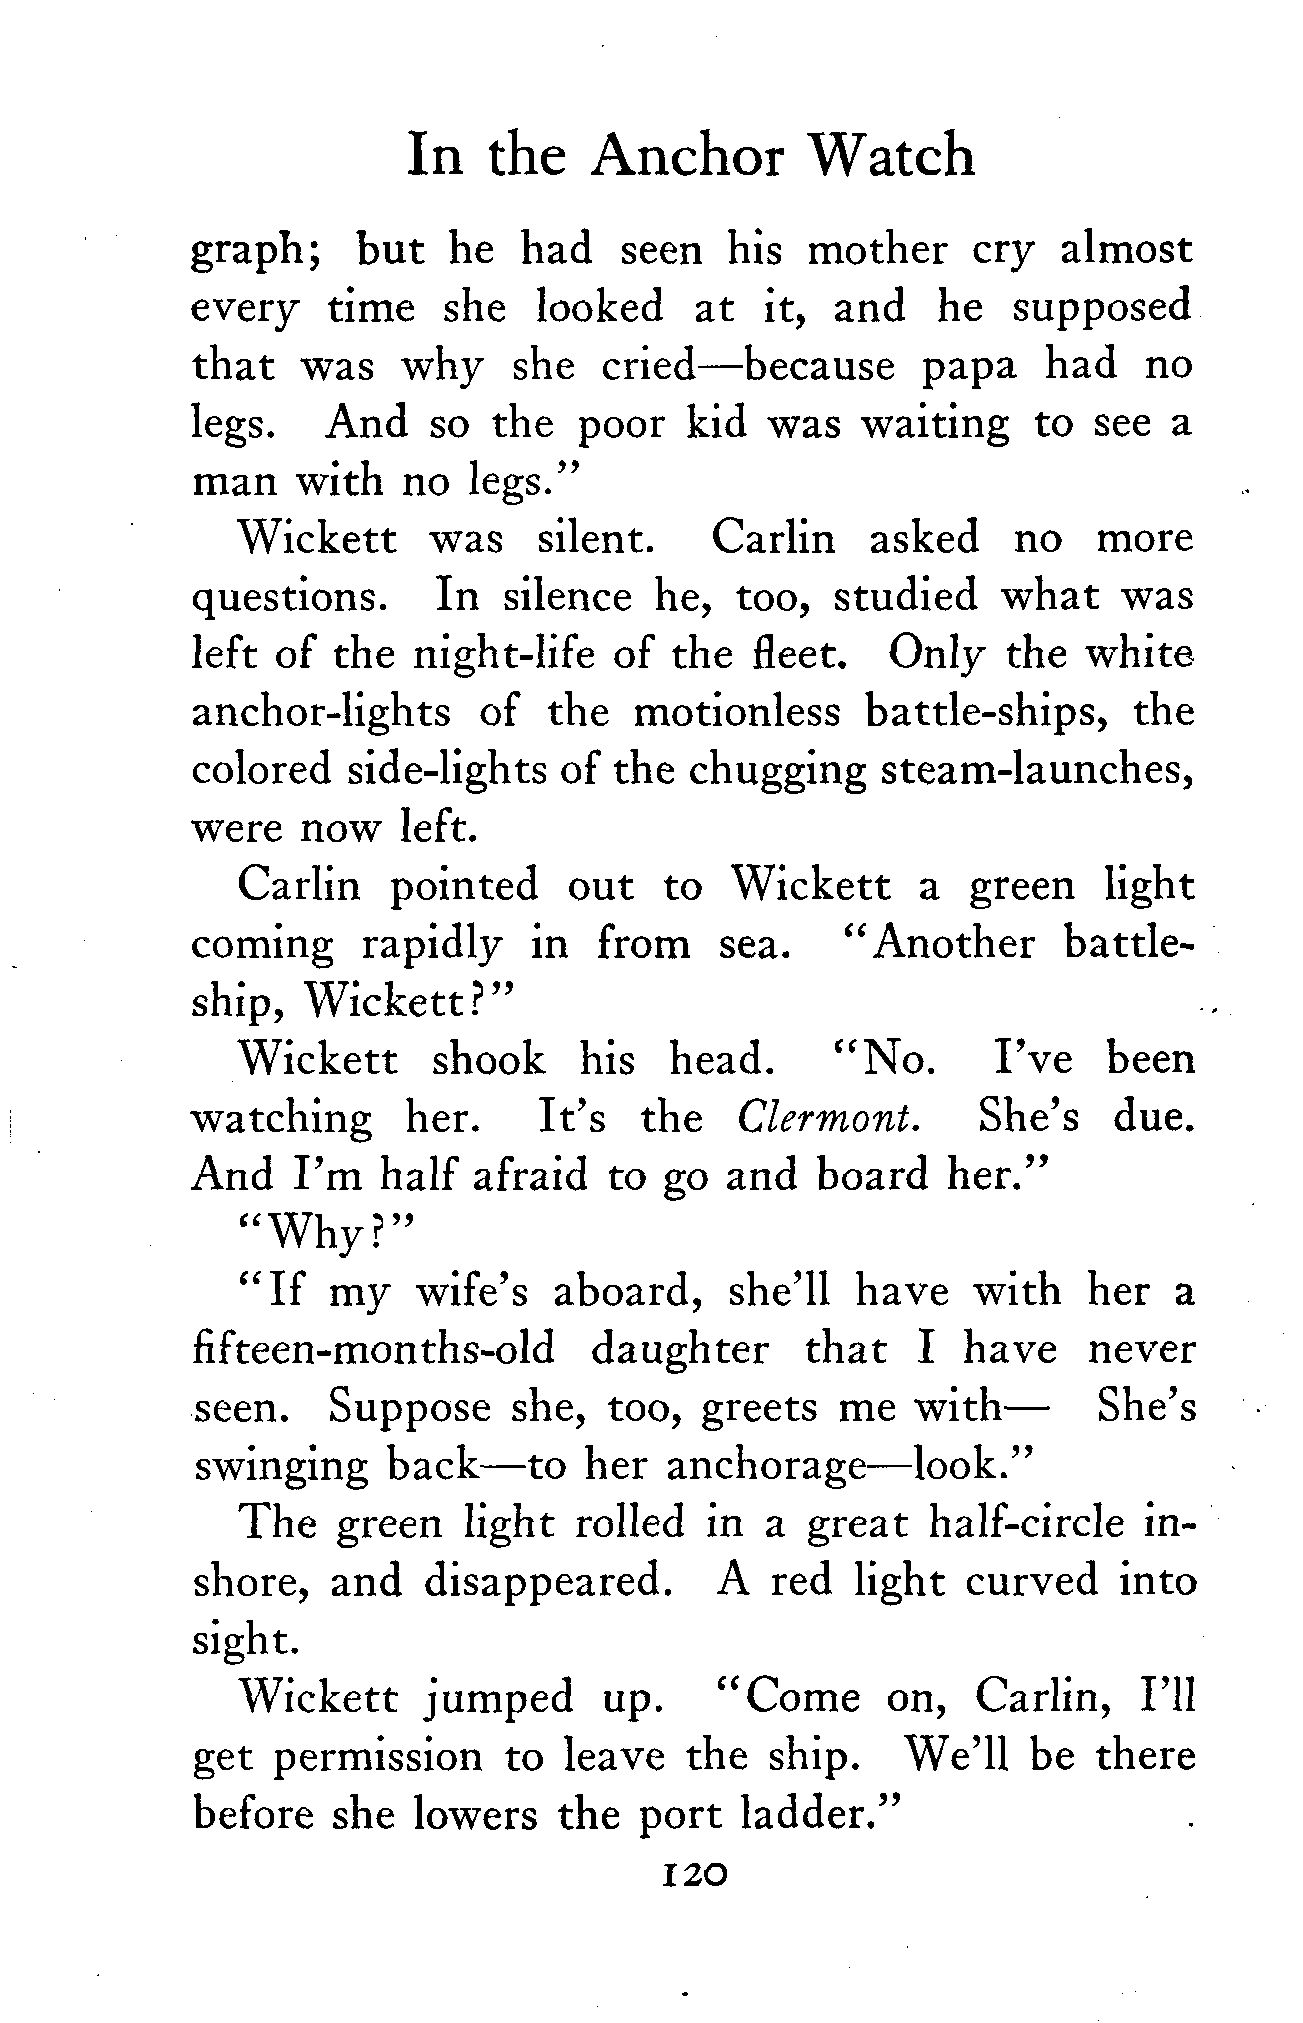 In the Anchor Watch
graph; but he had seen his mother cry almost
every time she looked at it, and he supposed
that was why she cried—because papa had no
legs. And so the poor kid was waiting to see a
man with no legs.”
Wickett was silent. Carlin asked no more
questions. In silence he, too, studied what was
left of the night-life of the fleet. Only the white
anchor-lights of the motionless battle-ships, the
colored side-lights of the chugging steam-launches,
were now left.
Carlin pointed out to Wickett a green light
coming rapidly in from sea. “Another battle-
ship, Wickett?”
Wickett shook his head. “No. I’ve been
watching her. It’s the Clermont. She’s due.
And I’m half afraid to go and board her.”
“Why?”
“If my wife’s aboard, she’ll have with her a
fifteen-months-old daughter that I have never
seen. Suppose she, too, greets me with— She’s
swinging back—to her anchorage—look.”
The green light rolled in a great half-circle in-
shore, and disappeared. A red light curved into
sight.
Wickett jumped up. “Come on, Carlin, I’ll
get permission to leave the ship. We’ll be there
before she lowers the port ladder.”
120